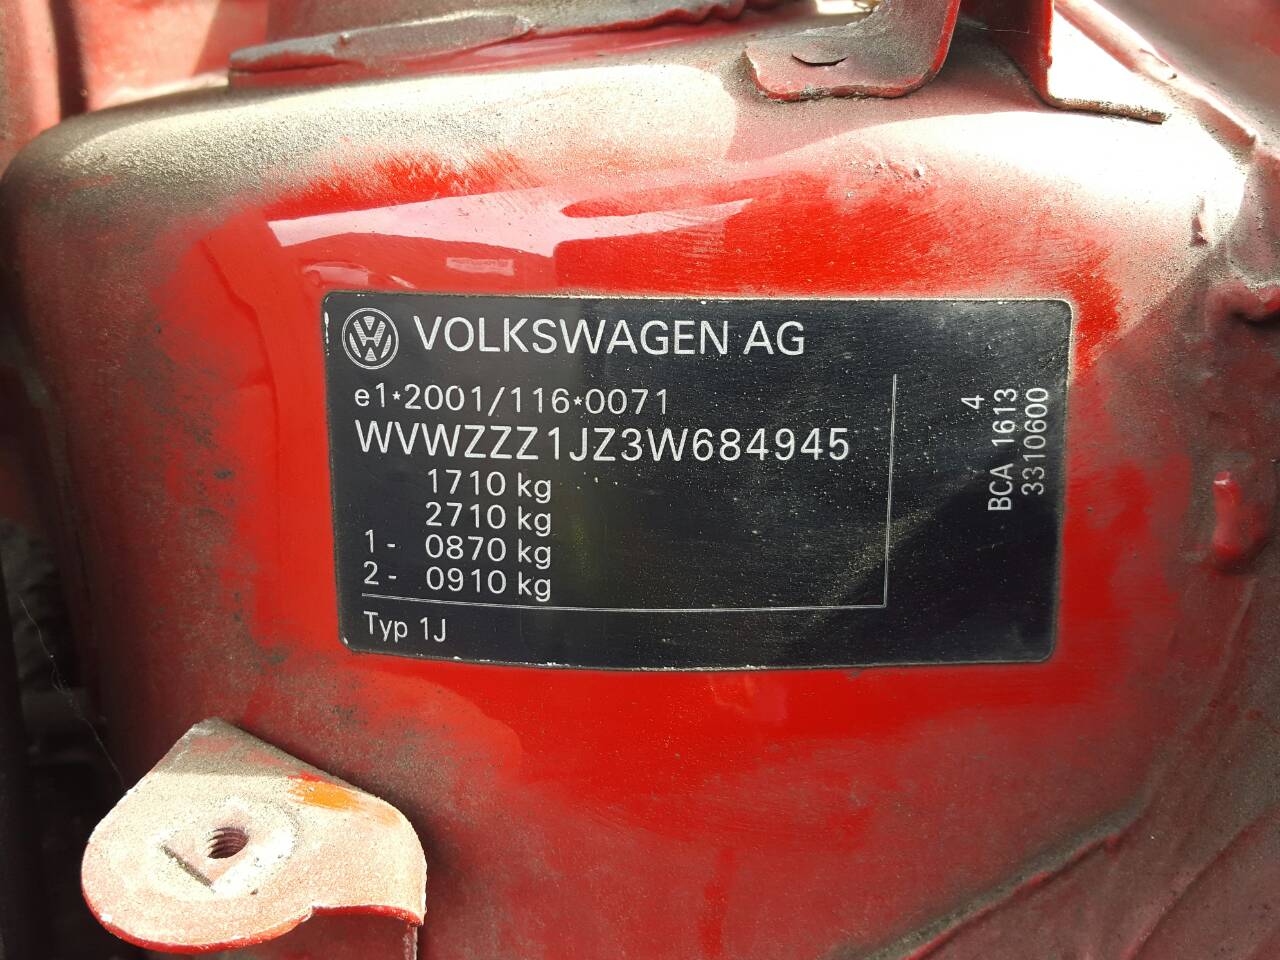 VOLKSWAGEN AG
e1*2001/116*0071
WVWZZZ1JZ3W684945
1710 kg
2710 kg
1- 0870 kg
2- 0910 kg
Typ 1J
4
BCA 1613
3310600